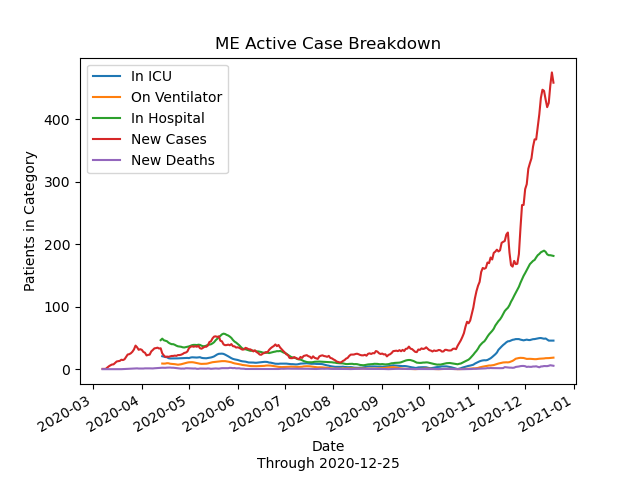 ME Active Case Breakdown
In ICU
On Ventilator
In Hospital
New Cases
New Deaths
Patients in Category
400
300
200
100
0
2020-03
2020-04
2020-05
2020-06
2020-07
2020-08
2020-09
2020-10
2020-11
2020-12
2021-01
Date
Through 2020-12-25